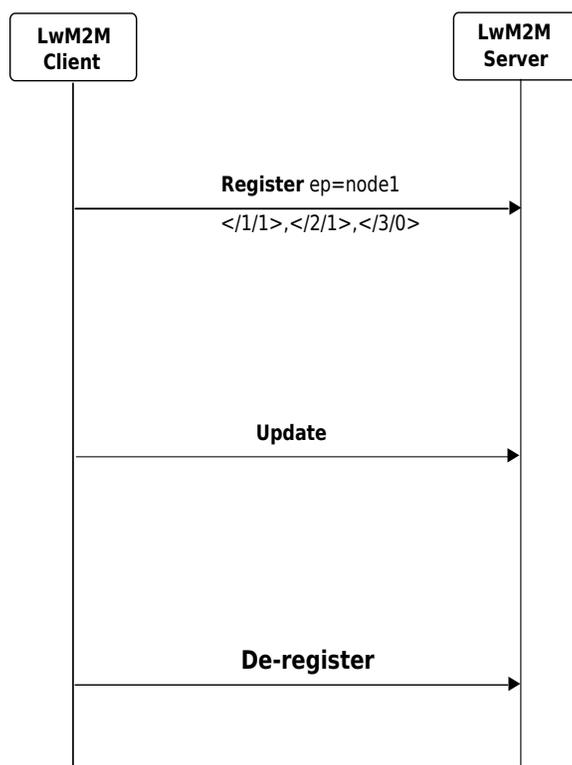 LwM2M
Client
LwM2M
Server
Register ep=node1
</1/1>,</2/1>,</3/0>
Update
De-register